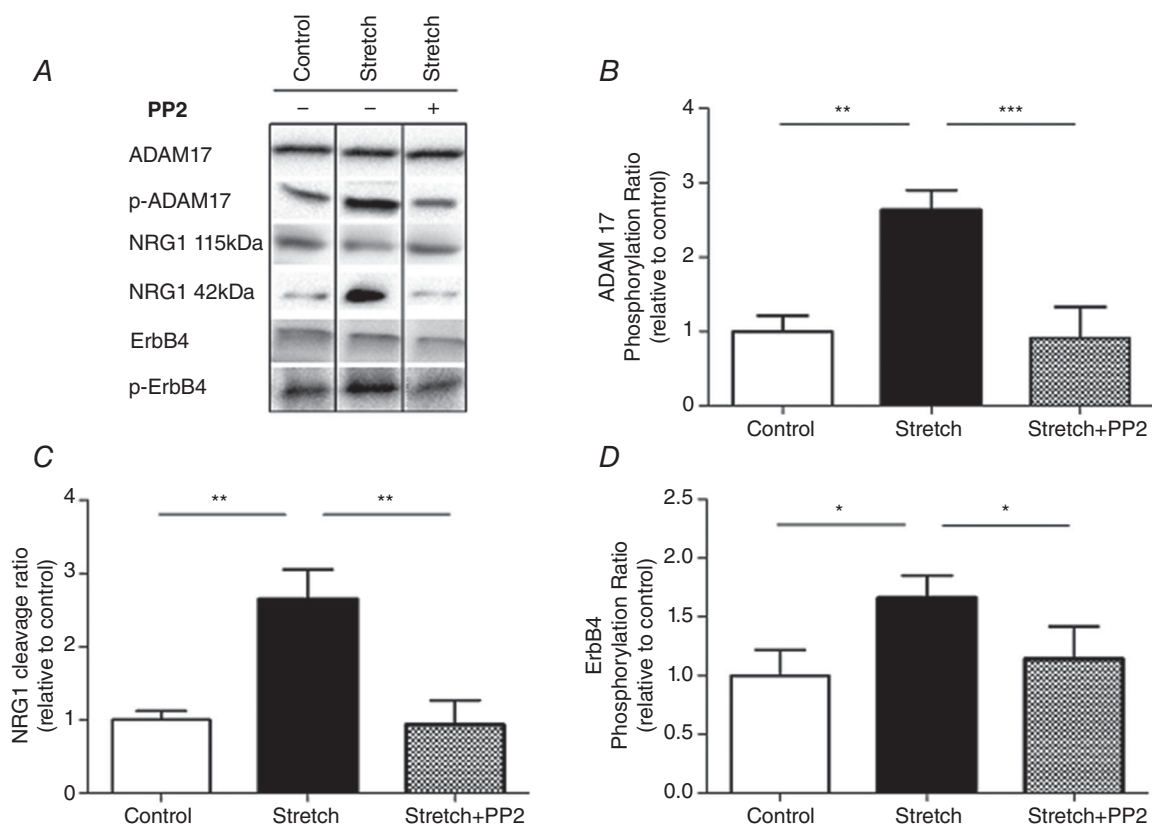 A
Control
Stretch
Stretch
PP2
– – +
ADAM17
p-ADAM17
NRG1 115kDa
NRG1 42kDa
ErbB4
p-ErbB4
B
ADAM 17
Phosphorylation Ratio
(relative to control)
4
3
2
1
0
** ***
Control Stretch Stretch+PP2
C
NRG1 cleavage ratio
(relative to control)
4
3
2
1
0
** **
Control Stretch Stretch+PP2
D
ErbB4
Phosphorylation Ratio
(relative to control)
2.5
2.0
1.5
1.0
0.5
0.0
* *
Control Stretch Stretch+PP2